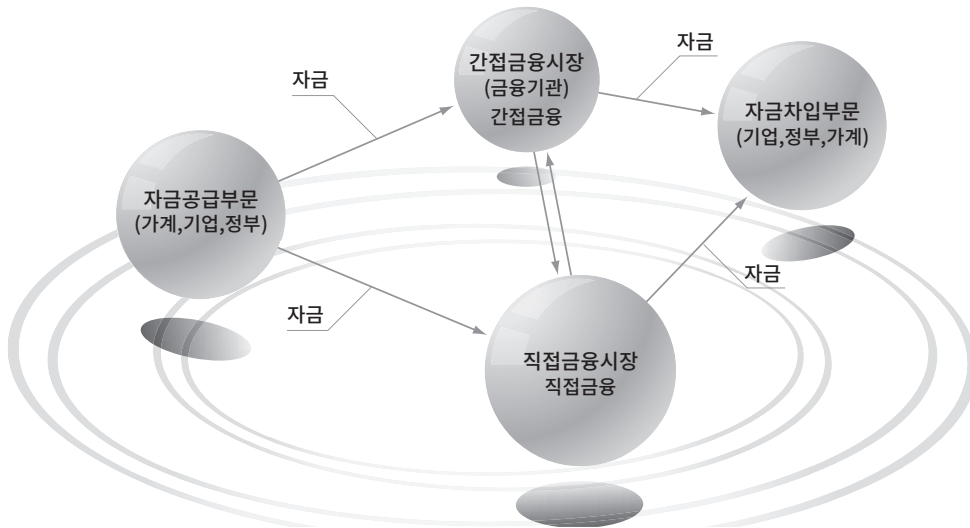 자금
간접금융시장
(금융기관)
간접금융
자금
자금차입부문
(기업,정부,가계)
자금공급부문
(가계,기업,정부)
자금
직접금융시장
직접금융
자금